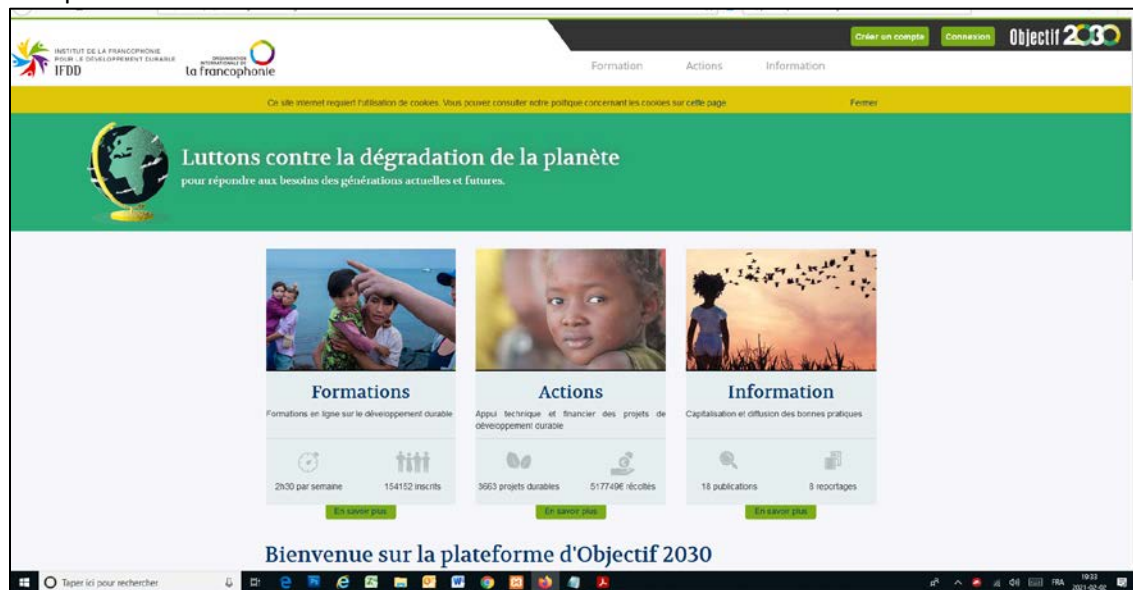 Créer un compte
Connexion
Objectif 2030
INSTITUT DE LA FRANCOPHONIE
POUR LE DÉVELOPPEMENT DURABLE
IFDD
ORGANISATION
INTERNATIONALE DE
la francophonie
Formation Actions Information
Ce site internet requiert l'utilisation de cookies. Vous pouvez consulter notre politique concernant les cookies sur cette page Fermer
Luttons contre la dégradation de la planète
pour répondre aux besoins des générations actuelles et futures.
Formations
Formations en ligne sur le développement durable
2h30 par semaine 154152 inscrits
En savoir plus
Actions
Appui technique et financier des projets de
développement durable
3663 projets durables 517749€ récoltés
En savoir plus
Information
Capitalisation et diffusion des bonnes pratiques
18 publications 8 reportages
En savoir plus
Bienvenue sur la plateforme d'Objectif 2030
Taper ici pour rechercher
FRA
19:33
2021-02-02